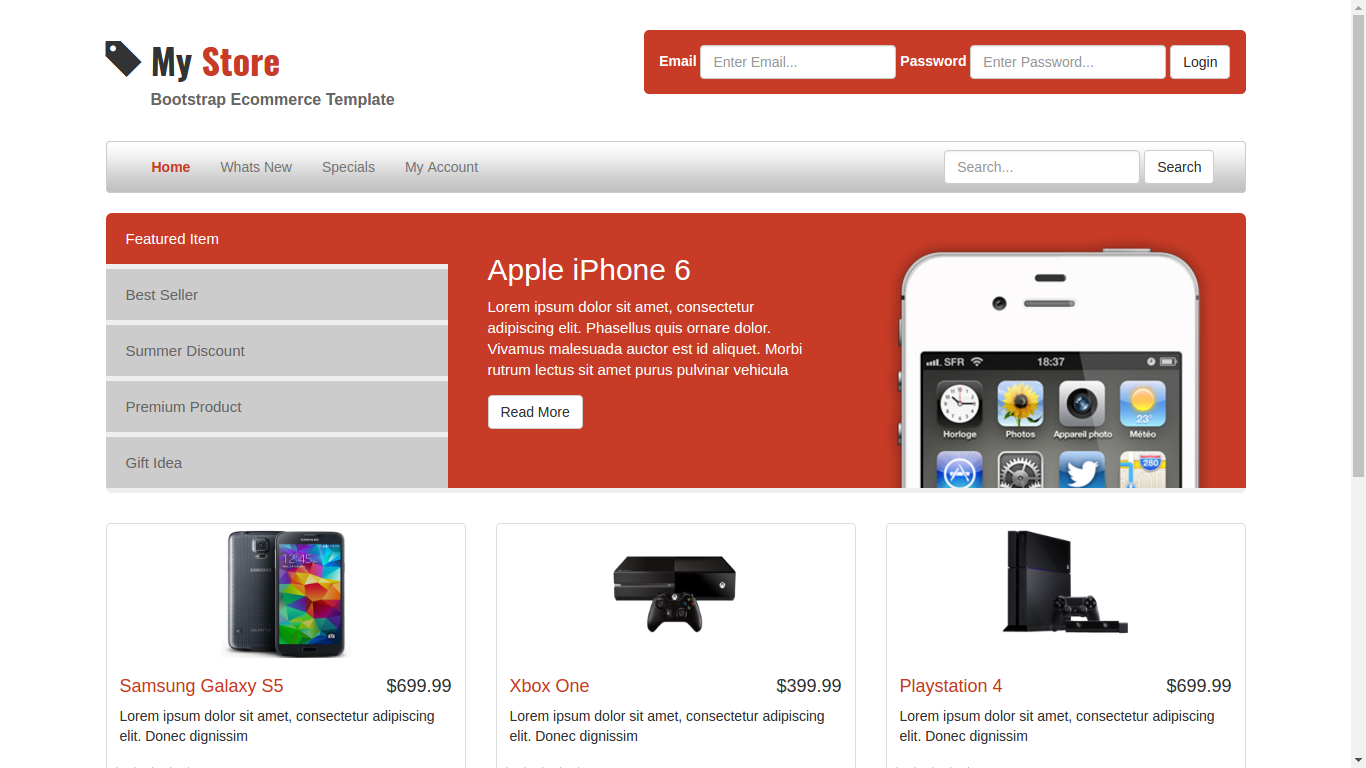 My Store
Bootstrap Ecommerce Template
Email Enter Email... Password Enter Password... Login
Home Whats New Specials My Account Search... Search
Featured Item
Best Seller
Summer Discount
Premium Product
Gift Idea
Apple iPhone 6
Lorem ipsum dolor sit amet, consectetur
adipiscing elit. Phasellus quis ornare dolor.
Vivamus malesuada auctor est id aliquet. Morbi
rutrum lectus sit amet purus pulvinar vehicula
Read More
SFR 18:37
23°
Horloge Photos Appareil photo Météo
280
12:45
SAMSUNG
Samsung Galaxy S5 $699.99
Lorem ipsum dolor sit amet, consectetur adipiscing
elit. Donec dignissim
Xbox One $399.99
Lorem ipsum dolor sit amet, consectetur adipiscing
elit. Donec dignissim
Playstation 4 $699.99
Lorem ipsum dolor sit amet, consectetur adipiscing
elit. Donec dignissim